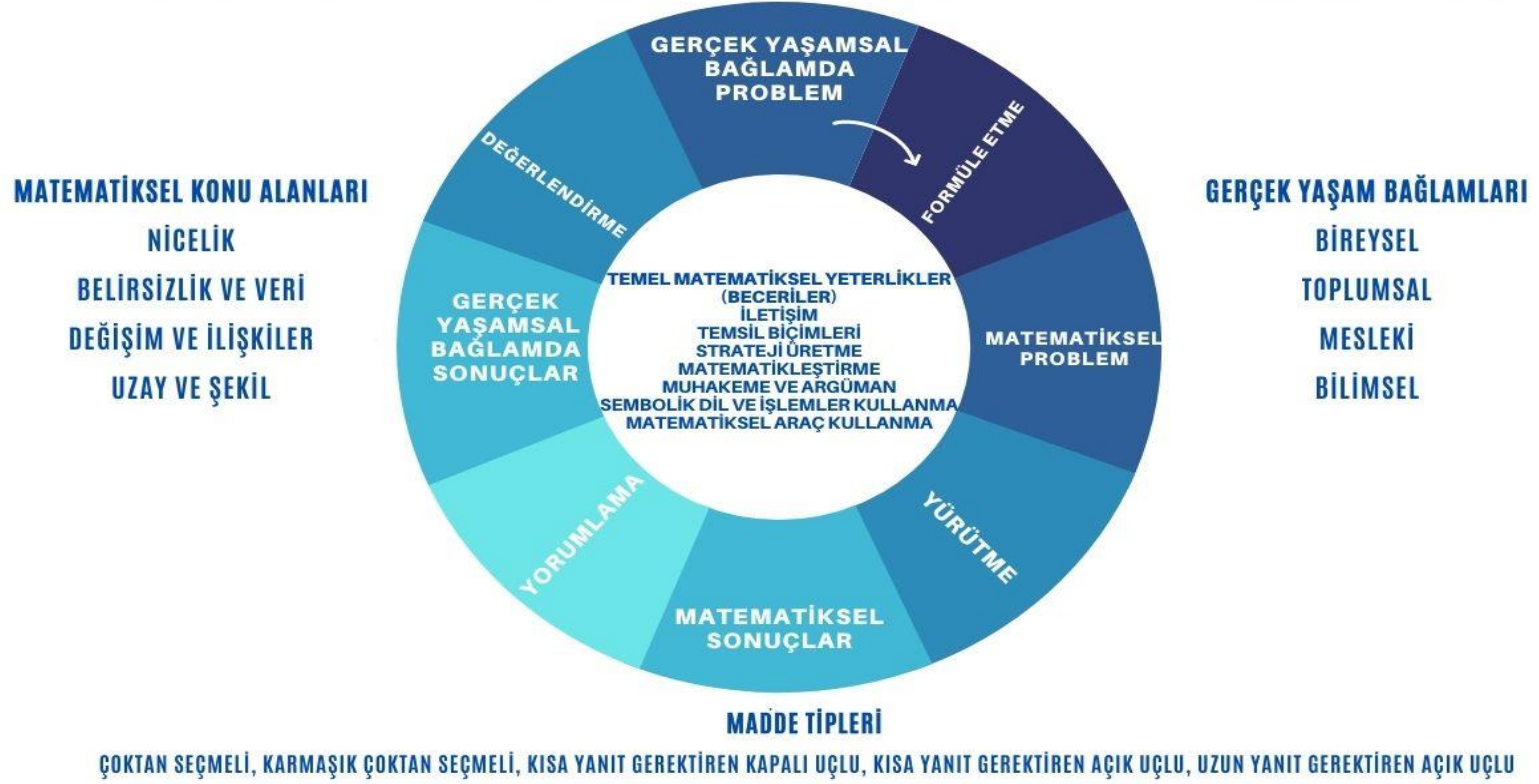 GERÇEK YAŞAMSAL
BAĞLAMDA
PROBLEM
FORMÜLE ETME
MATEMATİKSEL
PROBLEM
YÜRÜTME
MATEMATİKSEL
SONUÇLAR
YORUMLAMA
GERÇEK
YAŞAMSAL
BAĞLAMDA
SONUÇLAR
DEĞERLENDİRME
TEMEL MATEMATİKSEL YETERLİKLER
(BECERİLER)
İLETİŞİM
TEMSİL BİÇİMLERİ
STRATEJİ ÜRETME
MATEMATİKLEŞTİRME
MUHAKEME VE ARGÜMAN
SEMBOLİK DİL VE İŞLEMLER KULLANMA
MATEMATİKSEL ARAÇ KULLANMA
MATEMATİKSEL KONU ALANLARI
NİCELİK
BELİRSİZLİK VE VERİ
DEĞİŞİM VE İLİŞKİLER
UZAY VE ŞEKİL
GERÇEK YAŞAM BAĞLAMLARI
BİREYSEL
TOPLUMSAL
MESLEKİ
BİLİMSEL
MADDE TİPLERİ
ÇOKTAN SEÇMELİ, KARMAŞIK ÇOKTAN SEÇMELİ, KISA YANIT GEREKTİREN KAPALI UÇLU, KISA YANIT GEREKTİREN AÇIK UÇLU, UZUN YANIT GEREKTİREN AÇIK UÇLU